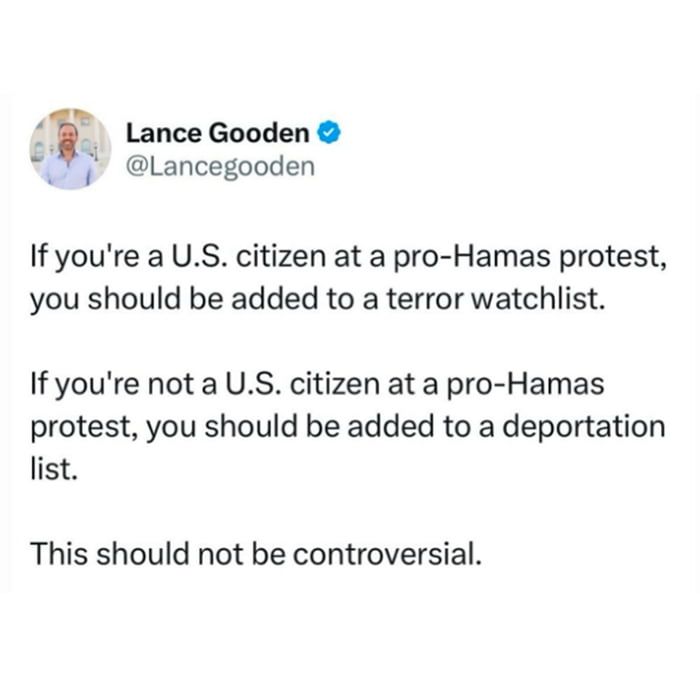 Lance Gooden
@Lancegooden
If you're a U.S. citizen at a pro-Hamas protest,
you should be added to a terror watchlist.
If you're not a U.S. citizen at a pro-Hamas
protest, you should be added to a deportation
list.
This should not be controversial.